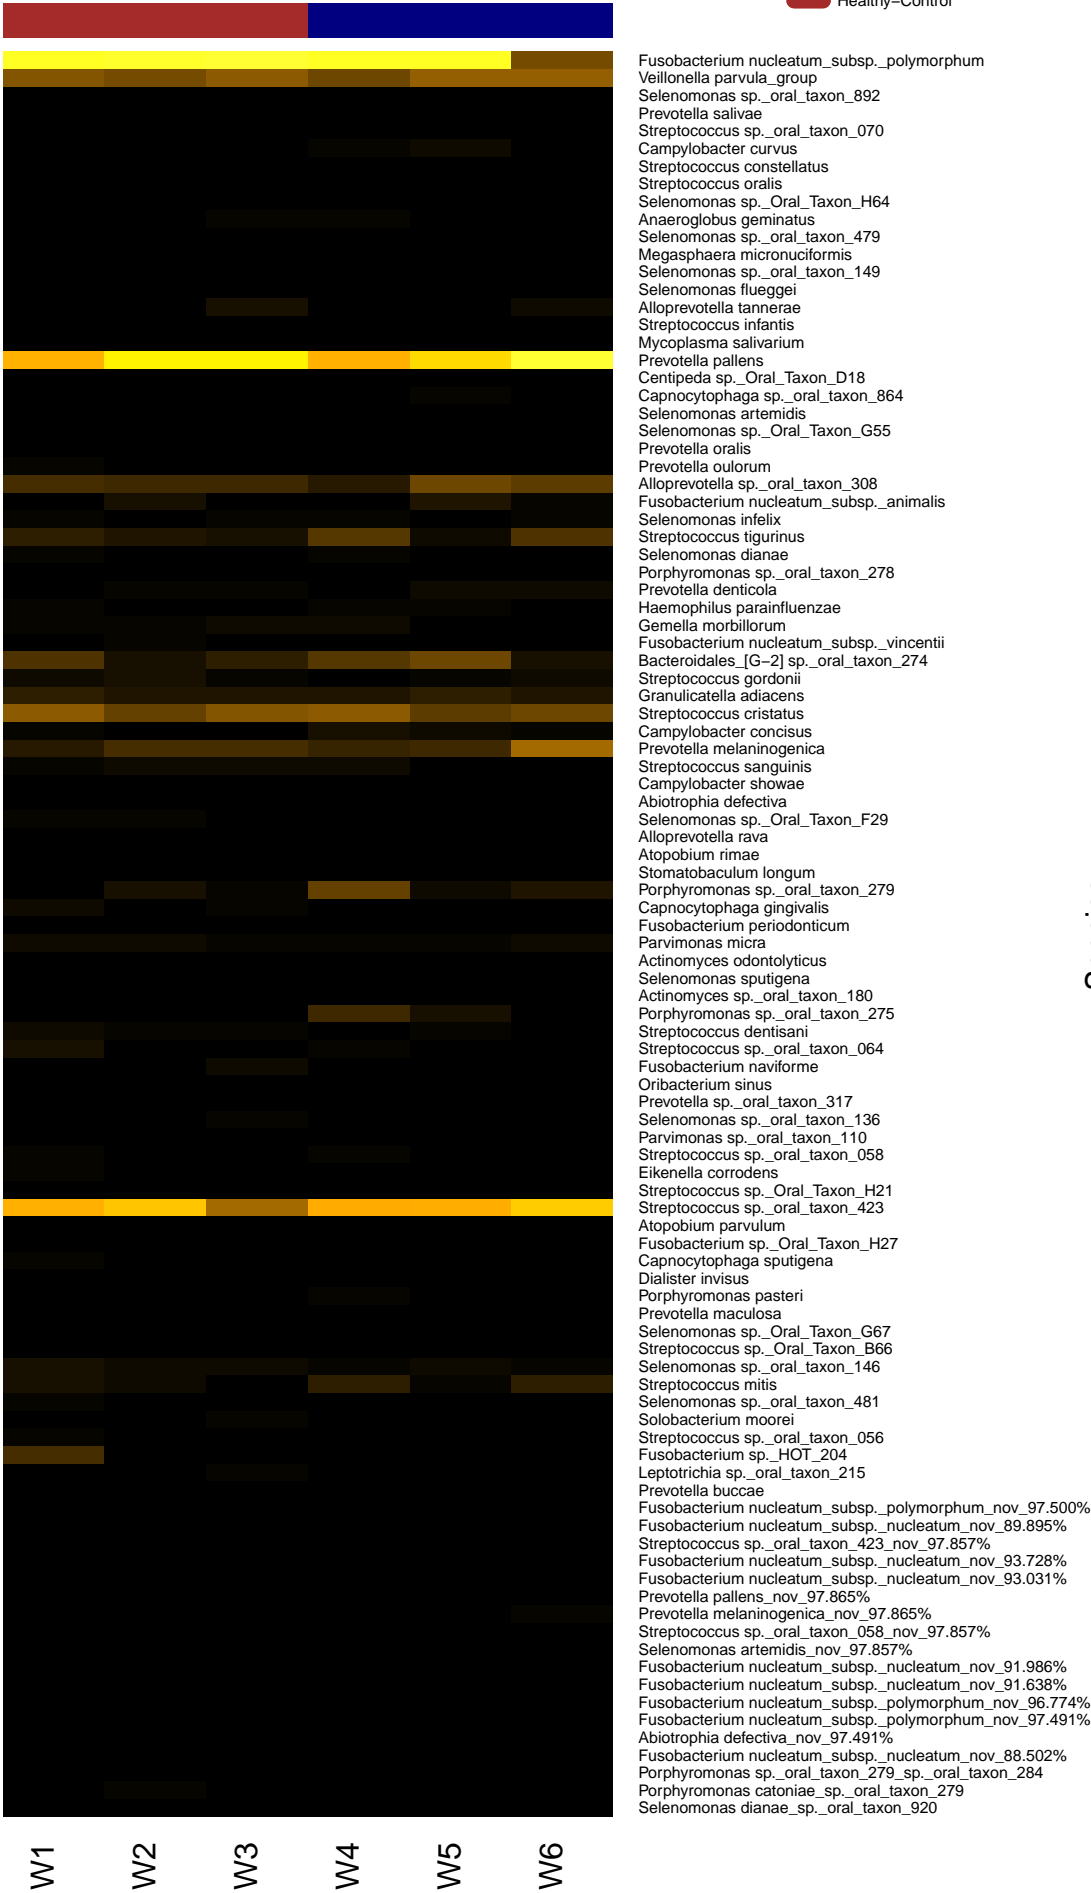 Healthy−Control
Fusobacterium nucleatum_subsp._polymorphum
Veillonella parvula_group
Selenomonas sp._oral_taxon_892
Prevotella salivae
Streptococcus sp._oral_taxon_070
Campylobacter curvus
Streptococcus constellatus
Streptococcus oralis
Selenomonas sp._Oral_Taxon_H64
Anaeroglobus geminatus
Selenomonas sp._oral_taxon_479
Megasphaera micronuciformis
Selenomonas sp._oral_taxon_149
Selenomonas flueggei
Alloprevotella tannerae
Streptococcus infantis
Mycoplasma salivarium
Prevotella pallens
Centipeda sp._Oral_Taxon_D18
Capnocytophaga sp._oral_taxon_864
Selenomonas artemidis
Selenomonas sp._Oral_Taxon_G55
Prevotella oralis
Prevotella oulorum
Alloprevotella sp._oral_taxon_308
Fusobacterium nucleatum_subsp._animalis
Selenomonas infelix
Streptococcus tigurinus
Selenomonas dianae
Porphyromonas sp._oral_taxon_278
Prevotella denticola
Haemophilus parainfluenzae
Gemella morbillorum
Fusobacterium nucleatum_subsp._vincentii
Bacteroidales_[G−2] sp._oral_taxon_274
Streptococcus gordonii
Granulicatella adiacens
Streptococcus cristatus
Campylobacter concisus
Prevotella melaninogenica
Streptococcus sanguinis
Campylobacter showae
Abiotrophia defectiva
Selenomonas sp._Oral_Taxon_F29
Alloprevotella rava
Atopobium rimae
Stomatobaculum longum
Porphyromonas sp._oral_taxon_279
Capnocytophaga gingivalis
Fusobacterium periodonticum
Parvimonas micra
Actinomyces odontolyticus
Selenomonas sputigena
Actinomyces sp._oral_taxon_180
Porphyromonas sp._oral_taxon_275
Streptococcus dentisani
Streptococcus sp._oral_taxon_064
Fusobacterium naviforme
Oribacterium sinus
Prevotella sp._oral_taxon_317
Selenomonas sp._oral_taxon_136
Parvimonas sp._oral_taxon_110
Streptococcus sp._oral_taxon_058
Eikenella corrodens
Streptococcus sp._Oral_Taxon_H21
Streptococcus sp._oral_taxon_423
Atopobium parvulum
Fusobacterium sp._Oral_Taxon_H27
Capnocytophaga sputigena
Dialister invisus
Porphyromonas pasteri
Prevotella maculosa
Selenomonas sp._Oral_Taxon_G67
Streptococcus sp._Oral_Taxon_B66
Selenomonas sp._oral_taxon_146
Streptococcus mitis
Selenomonas sp._oral_taxon_481
Solobacterium moorei
Streptococcus sp._oral_taxon_056
Fusobacterium sp._HOT_204
Leptotrichia sp._oral_taxon_215
Prevotella buccae
Fusobacterium nucleatum_subsp._polymorphum_nov_97.500%
Fusobacterium nucleatum_subsp._nucleatum_nov_89.895%
Streptococcus sp._oral_taxon_423_nov_97.857%
Fusobacterium nucleatum_subsp._nucleatum_nov_93.728%
Fusobacterium nucleatum_subsp._nucleatum_nov_93.031%
Prevotella pallens_nov_97.865%
Prevotella melaninogenica_nov_97.865%
Streptococcus sp._oral_taxon_058_nov_97.857%
Selenomonas artemidis_nov_97.857%
Fusobacterium nucleatum_subsp._nucleatum_nov_91.986%
Fusobacterium nucleatum_subsp._nucleatum_nov_91.638%
Fusobacterium nucleatum_subsp._polymorphum_nov_96.774%
Fusobacterium nucleatum_subsp._polymorphum_nov_97.491%
Abiotrophia defectiva_nov_97.491%
Fusobacterium nucleatum_subsp._nucleatum_nov_88.502%
Porphyromonas sp._oral_taxon_279_sp._oral_taxon_284
Porphyromonas catoniae_sp._oral_taxon_279
Selenomonas dianae_sp._oral_taxon_920
W1
W2
W3
W4
W5
W6